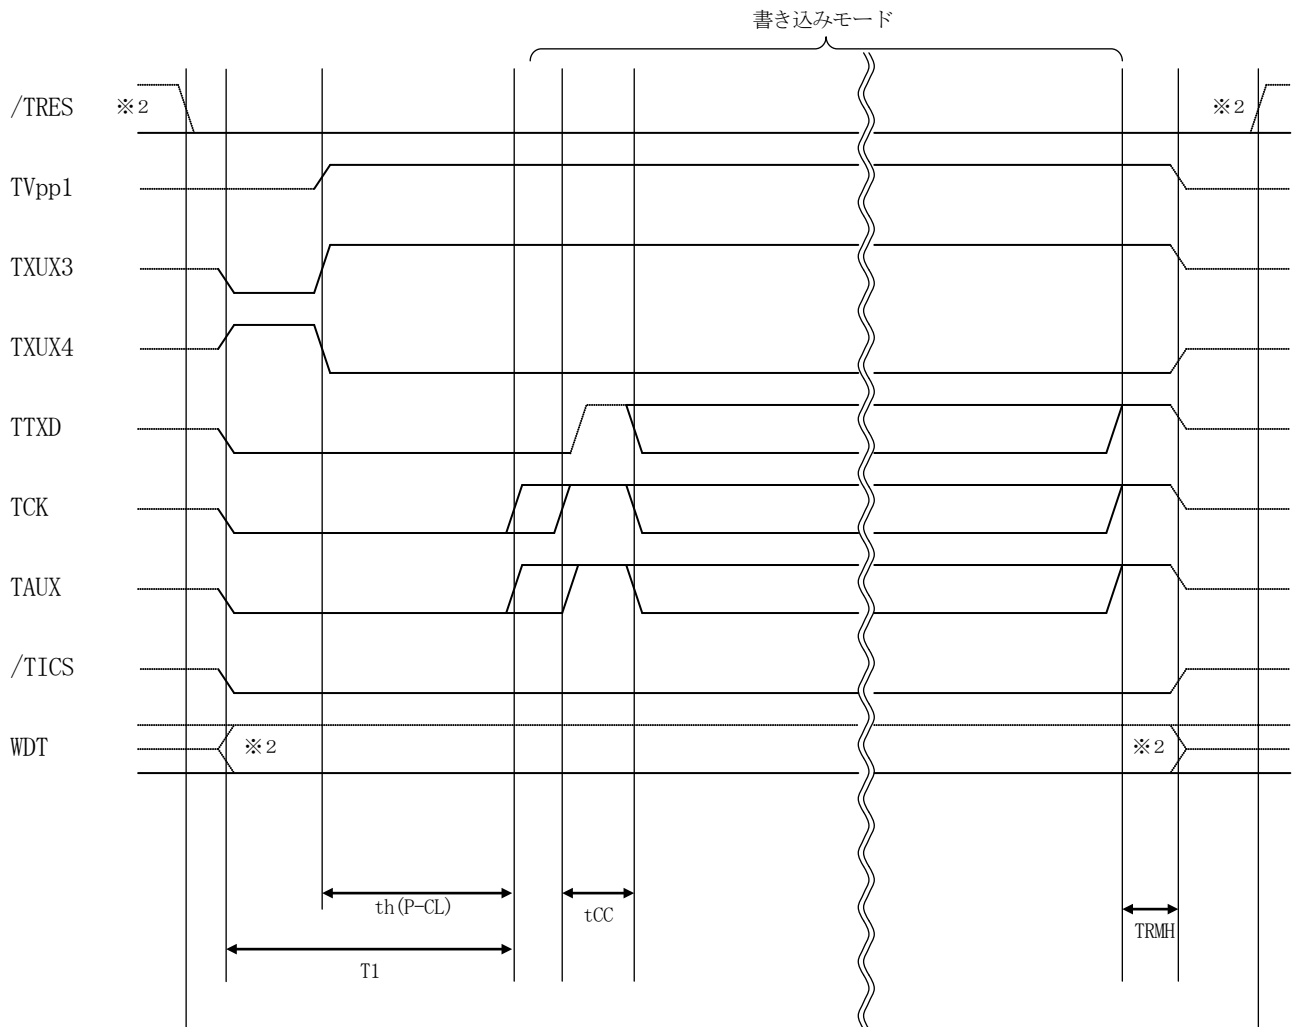 書き込みモード
/TRES ※2 ※2
TVpp1
TXUX3
TXUX4
TTXD
TCK
TAUX
/TICS
WDT ※2 ※2
th(P-CL) tCC TRMH
T1